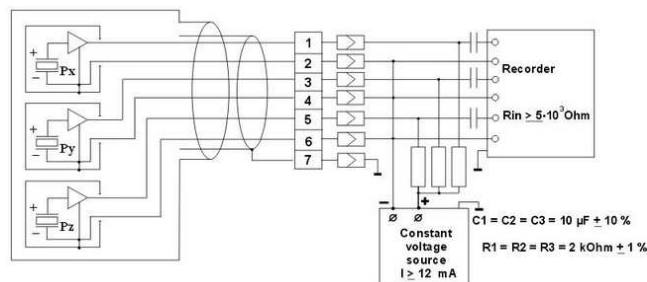 +
−
Px
+
−
Py
+
−
Pz
1
2
3
4
5
6
7
Recorder
Rin > 5·10³Ohm
− +
Constant
voltage
source
I ≥ 12 mA
C1 = C2 = C3 = 10 µF ± 10 %
R1 = R2 = R3 = 2 kOhm ± 1 %